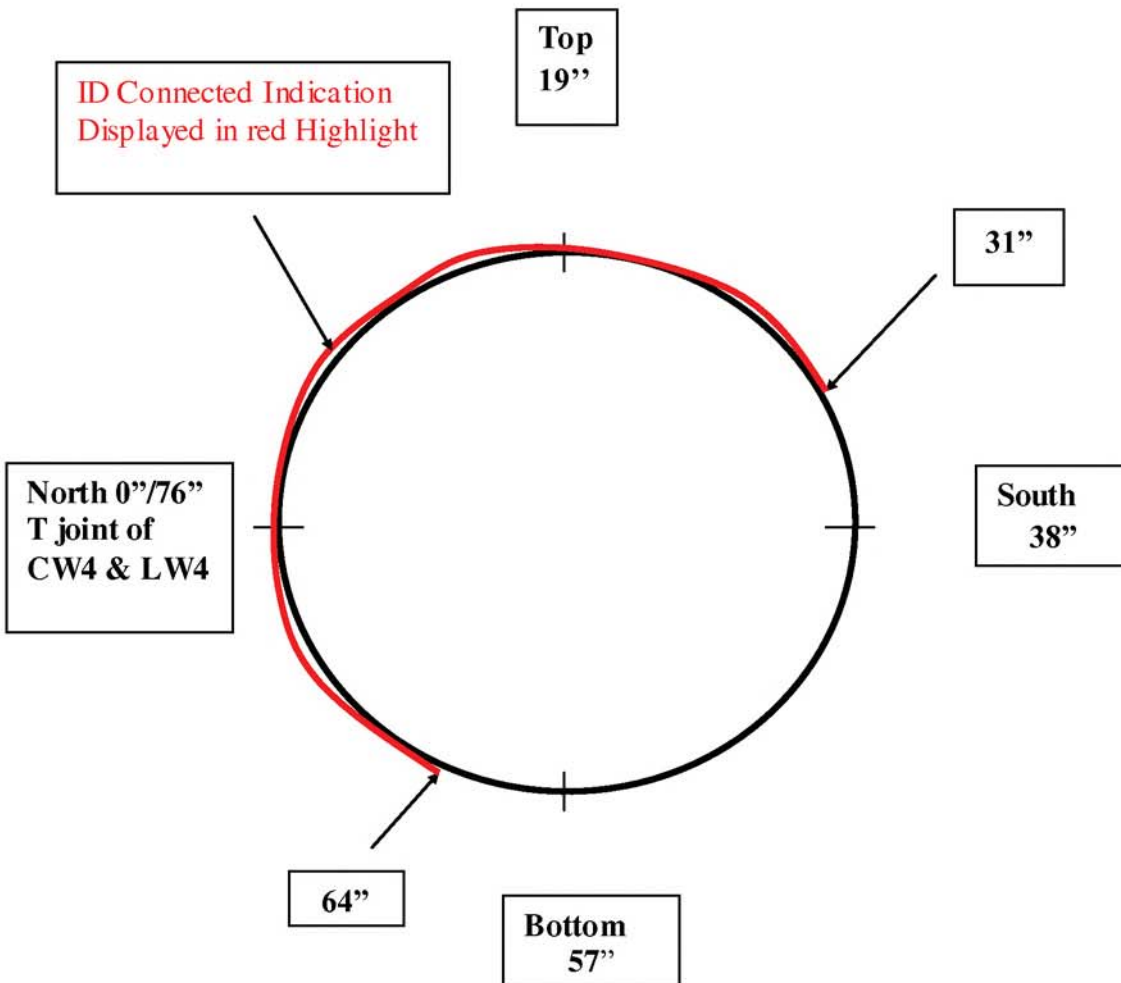 Top
19’’
ID Connected Indication
Displayed in red Highlight
31”
North 0”/76”
T joint of
CW4 & LW4
South
38”
64”
Bottom
57”